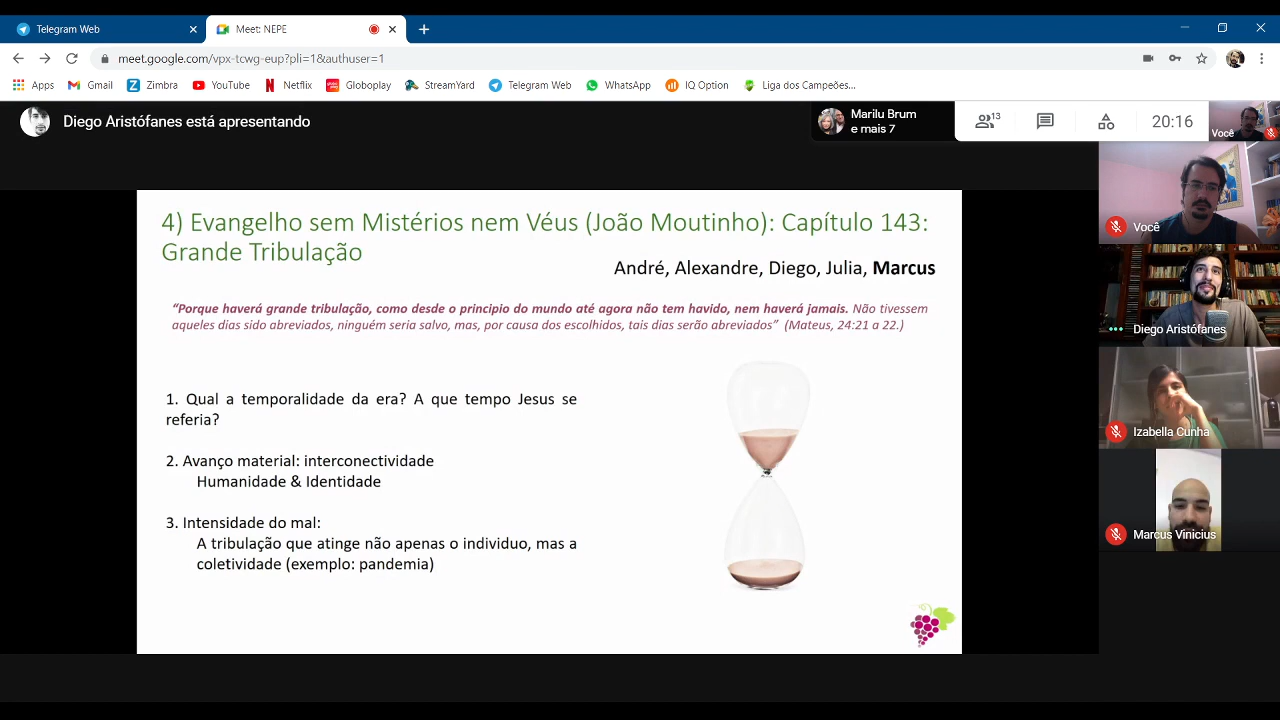 Telegram Web
Meet: NEPE
meet.google.com/vpx-tcwg-eup?pli=1&authuser=1
Apps
Gmail
Zimbra
YouTube
Netflix
Globoplay
StreamYard
Telegram Web
WhatsApp
IQ Option
Liga dos Campeões...
Diego Aristófanes está apresentando
Marilu Brum
e mais 7
13
20:16
Você
4) Evangelho sem Mistérios nem Véus (João Moutinho): Capítulo 143:
Grande Tribulação
André, Alexandre, Diego, Julia, Marcus
“Porque haverá grande tribulação, como desde o principio do mundo até agora não tem havido, nem haverá jamais. Não tivessem
aqueles dias sido abreviados, ninguém seria salvo, mas, por causa dos escolhidos, tais dias serão abreviados” (Mateus, 24:21 a 22.)
1. Qual a temporalidade da era? A que tempo Jesus se
referia?
2. Avanço material: interconectividade
Humanidade & Identidade
3. Intensidade do mal:
A tribulação que atinge não apenas o individuo, mas a
coletividade (exemplo: pandemia)
Você
Diego Aristófanes
Izabella Cunha
Marcus Vinicius